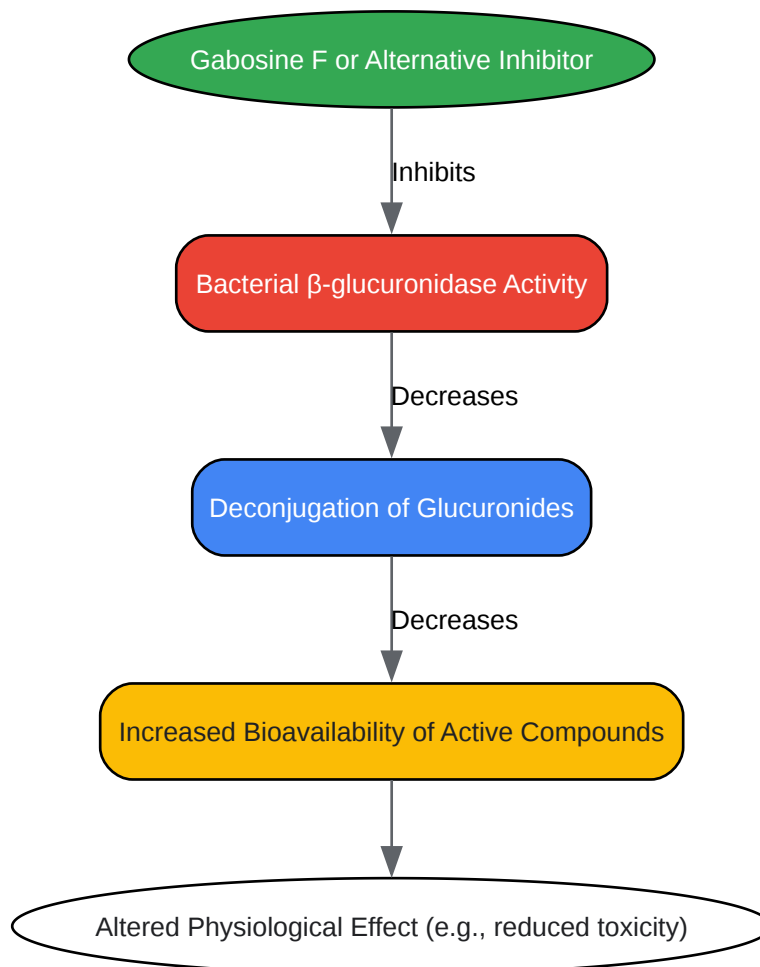 Gabosine F or Alternative Inhibitor
Inhibits
Bacterial β-glucuronidase Activity
Decreases
Deconjugation of Glucuronides
Decreases
Increased Bioavailability of Active Compounds
Altered Physiological Effect (e.g., reduced toxicity)